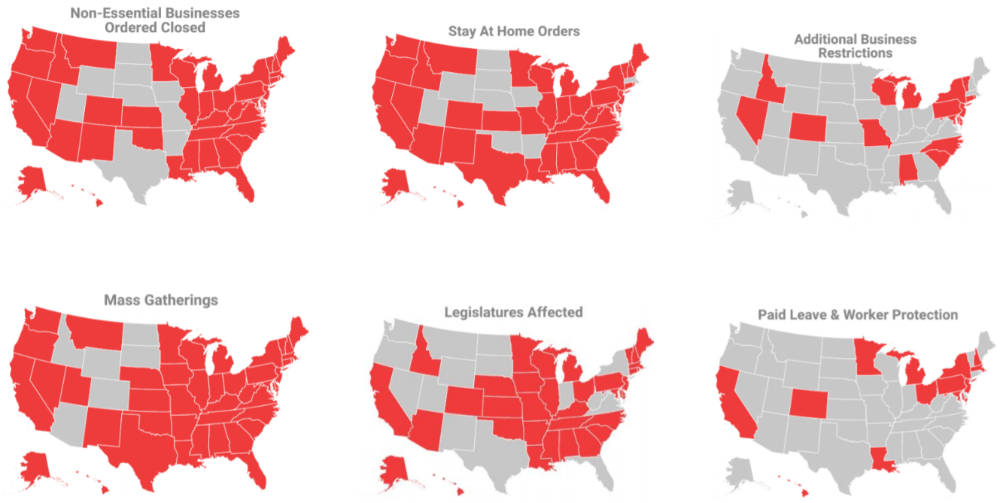 Non-Essential Businesses
Ordered Closed
Stay At Home Orders
Additional Business
Restrictions
Mass Gatherings
Legislatures Affected
Paid Leave & Worker Protection